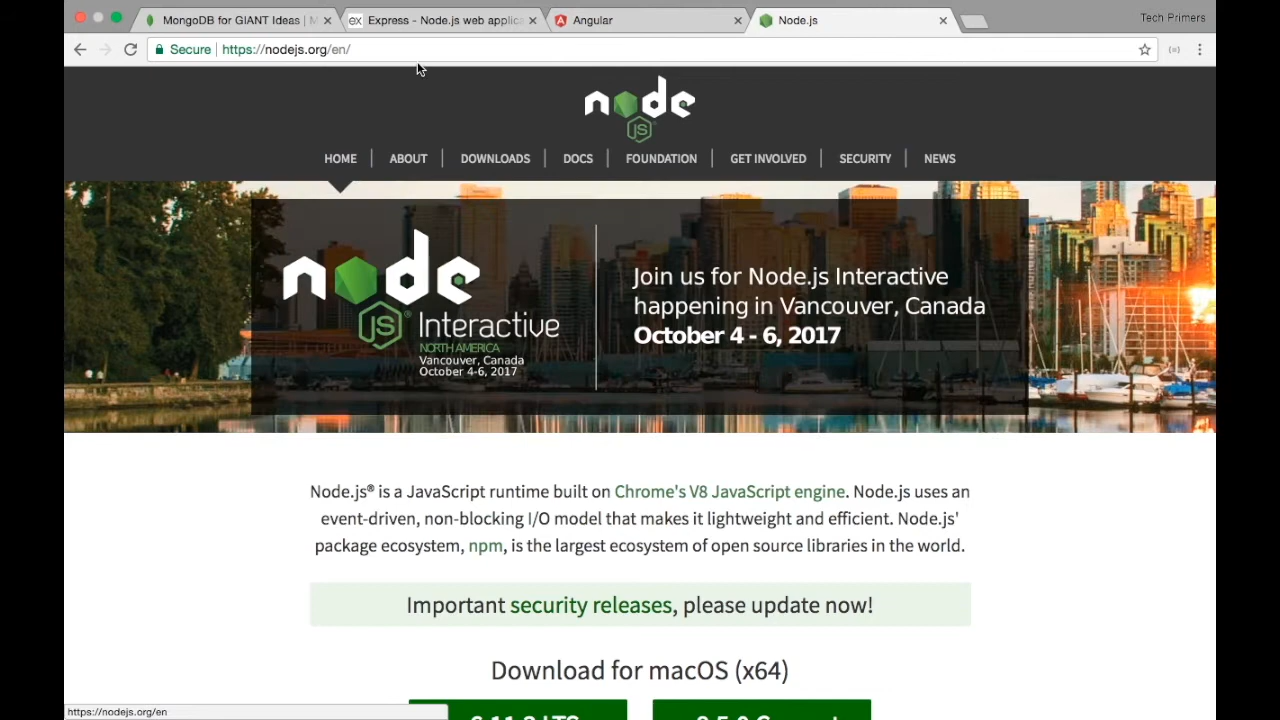 MongoDB for GIANT Ideas | M
Express - Node.js web applica
Angular
Node.js
Tech Primers
Secure
https://nodejs.org/en/
node
JS
HOME
ABOUT
DOWNLOADS
DOCS
FOUNDATION
GET INVOLVED
SECURITY
NEWS
node
JS
Interactive
NORTH AMERICA
Vancouver, Canada
October 4-6, 2017
Join us for Node.js Interactive
happening in Vancouver, Canada
October 4 - 6, 2017
Node.js® is a JavaScript runtime built on Chrome's V8 JavaScript engine. Node.js uses an
event-driven, non-blocking I/O model that makes it lightweight and efficient. Node.js'
package ecosystem, npm, is the largest ecosystem of open source libraries in the world.
Important security releases, please update now!
Download for macOS (x64)
https://nodejs.org/en